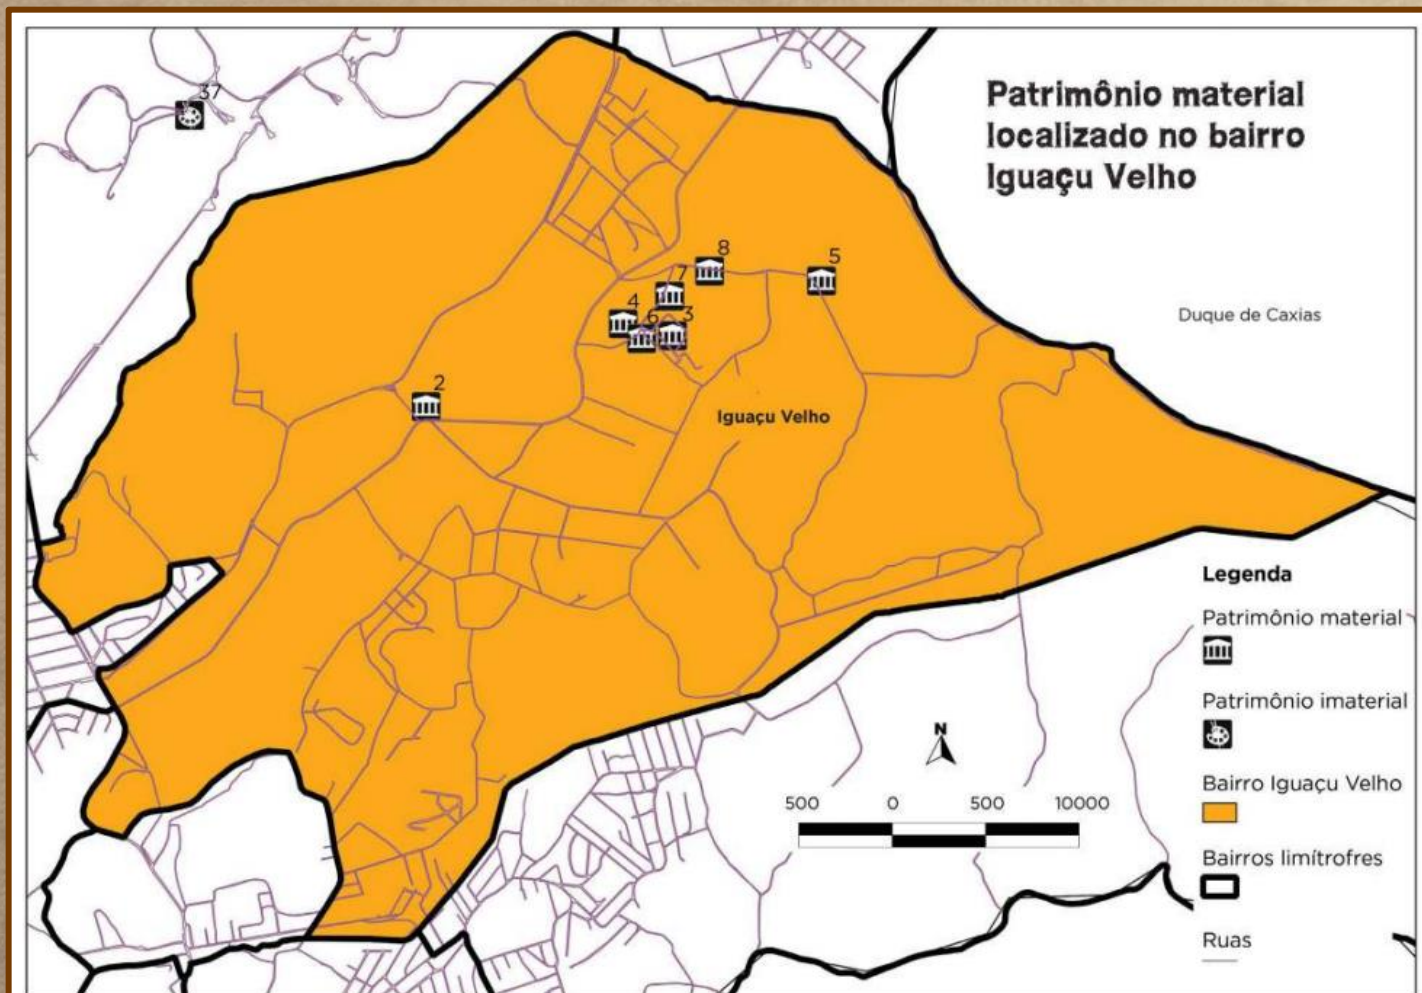 37
Patrimônio material
localizado no bairro
Iguaçu Velho
8
5
7
4
6
3
Duque de Caxias
2
Iguaçu Velho
Legenda
Patrimônio material
Patrimônio imaterial
N
Bairro Iguaçu Velho
500 0 500 10000
Bairros limítrofres
Ruas